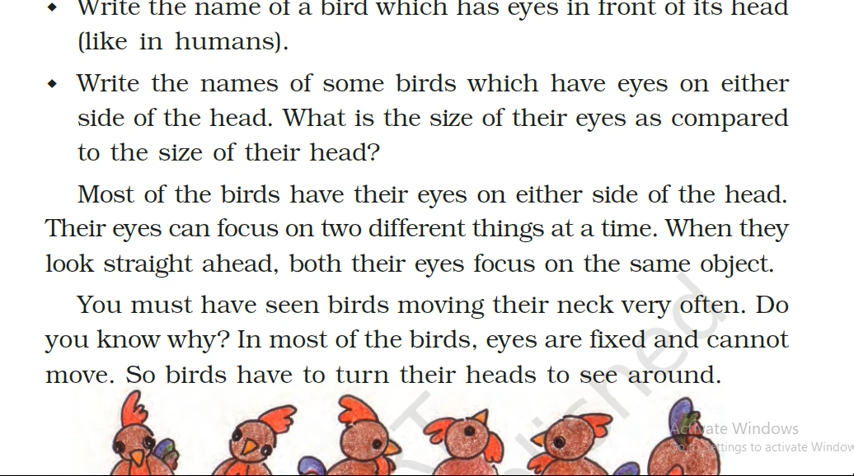 ◆ Write the name of a bird which has eyes in front of its head
(like in humans).
◆ Write the names of some birds which have eyes on either
side of the head. What is the size of their eyes as compared
to the size of their head?
Most of the birds have their eyes on either side of the head.
Their eyes can focus on two different things at a time. When they
look straight ahead, both their eyes focus on the same object.
You must have seen birds moving their neck very often. Do
you know why? In most of the birds, eyes are fixed and cannot
move. So birds have to turn their heads to see around.
Activate Windows
to activate Window